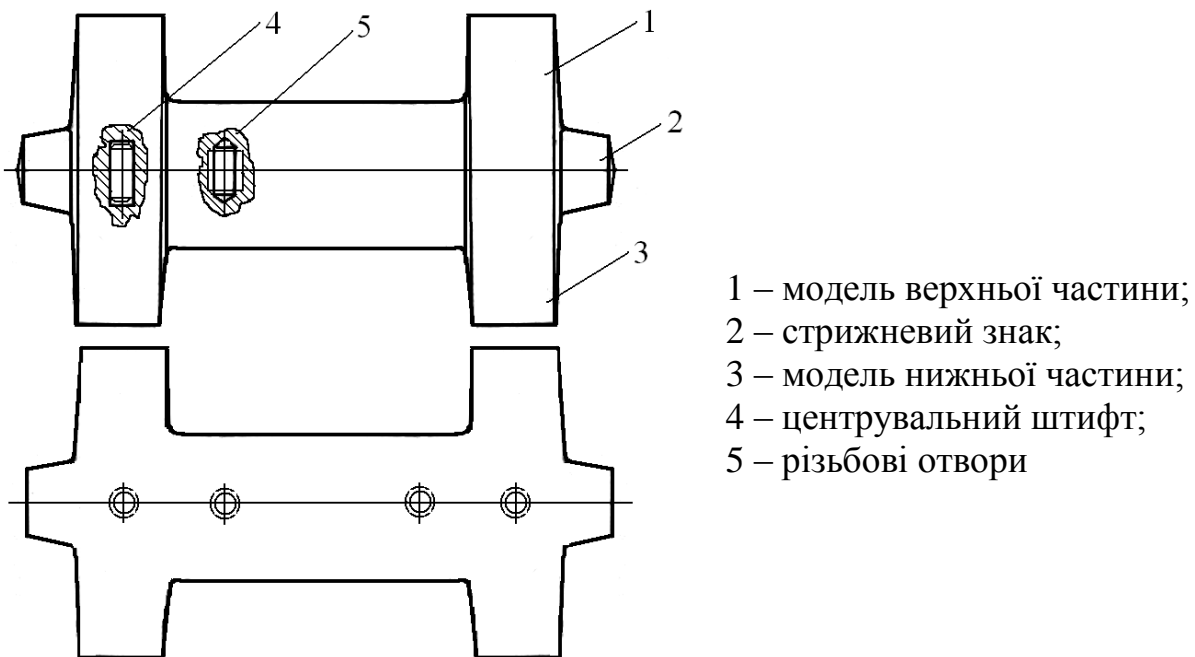 4
5
1
2
3
1 – модель верхньої частини;
2 – стрижневий знак;
3 – модель нижньої частини;
4 – центрувальний штифт;
5 – різьбові отвори